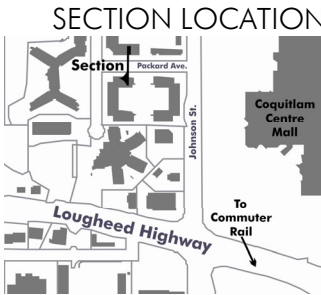 SECTION LOCATION
Section
Packard Ave.
Johnson St.
Coquitlam
Centre
Mall
Lougheed Highway
To
Commuter
Rail